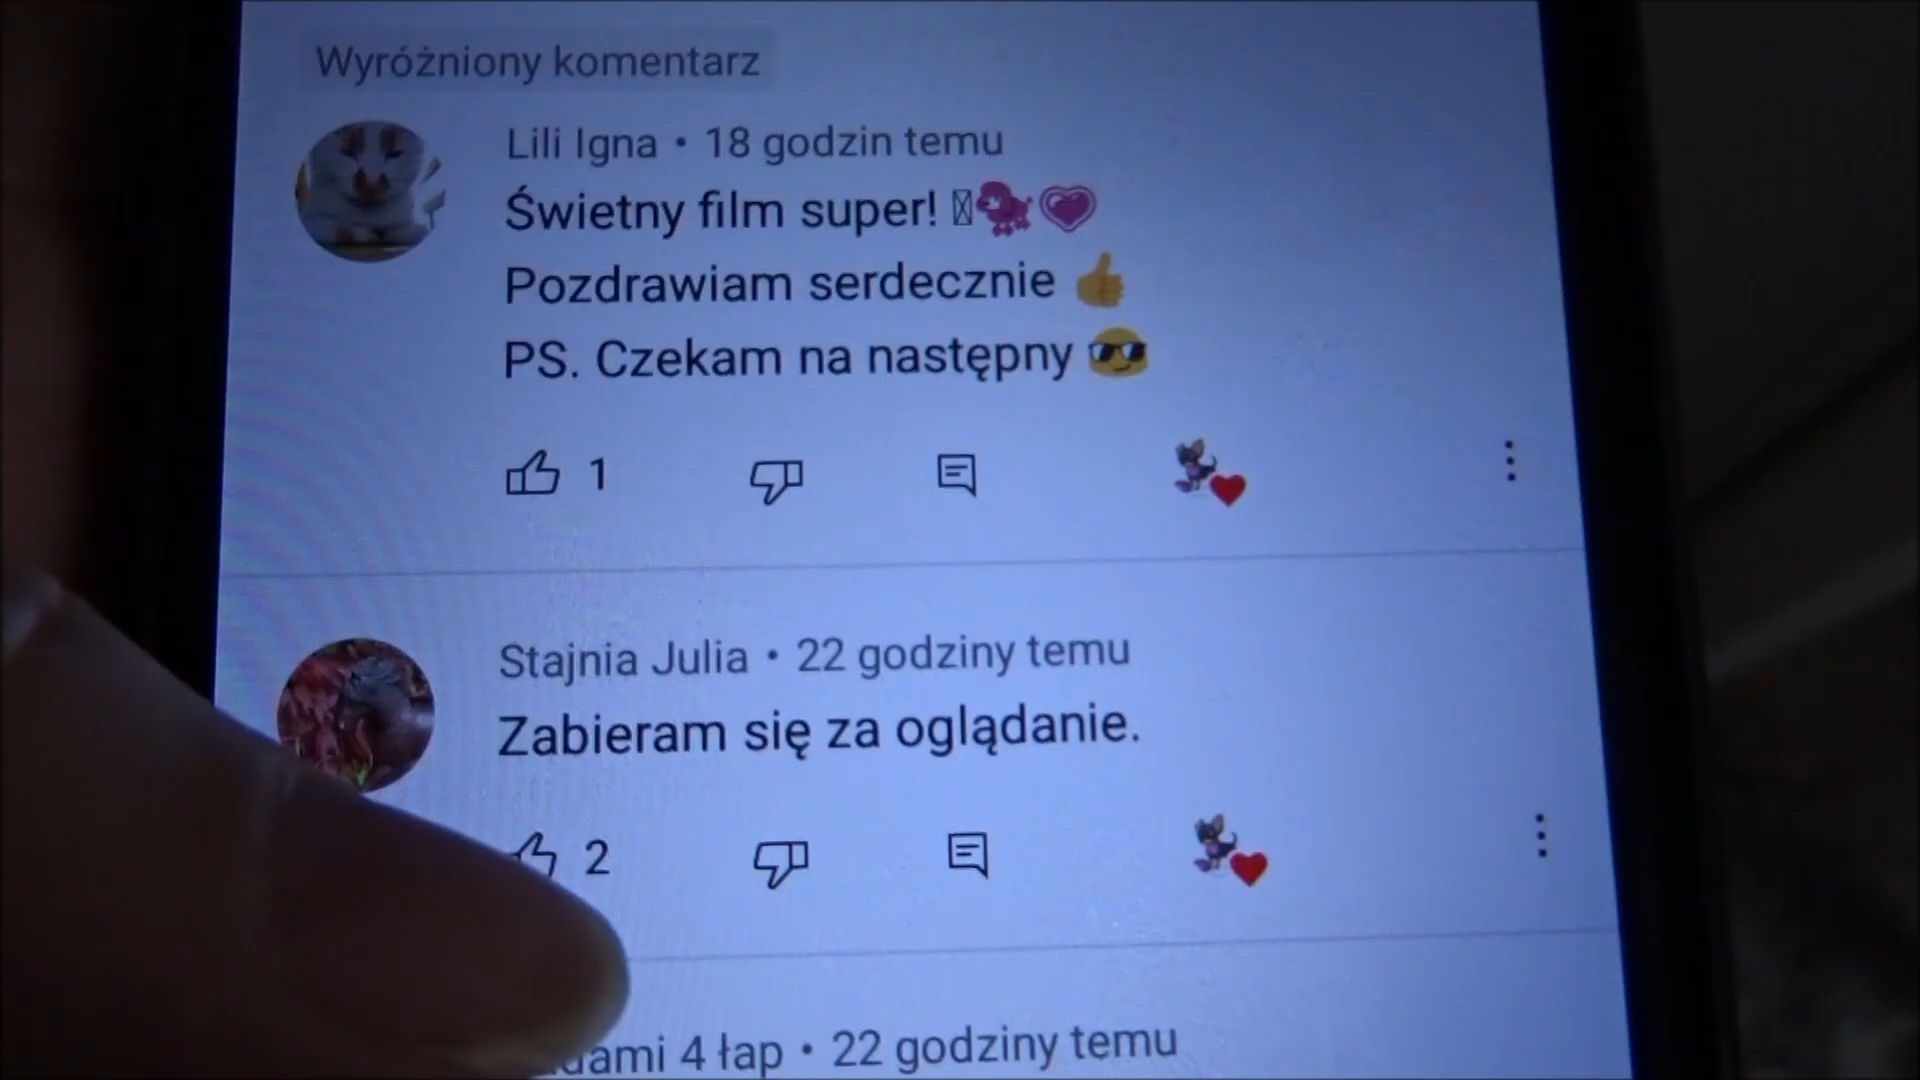 Wyróżniony komentarz
Lili Igna • 18 godzin temu
Świetny film super! 🐩💗
Pozdrawiam serdecznie 👍
PS. Czekam na następny 😎
1
Stajnia Julia • 22 godziny temu
Zabieram się za oglądanie.
2
4 łap • 22 godziny temu